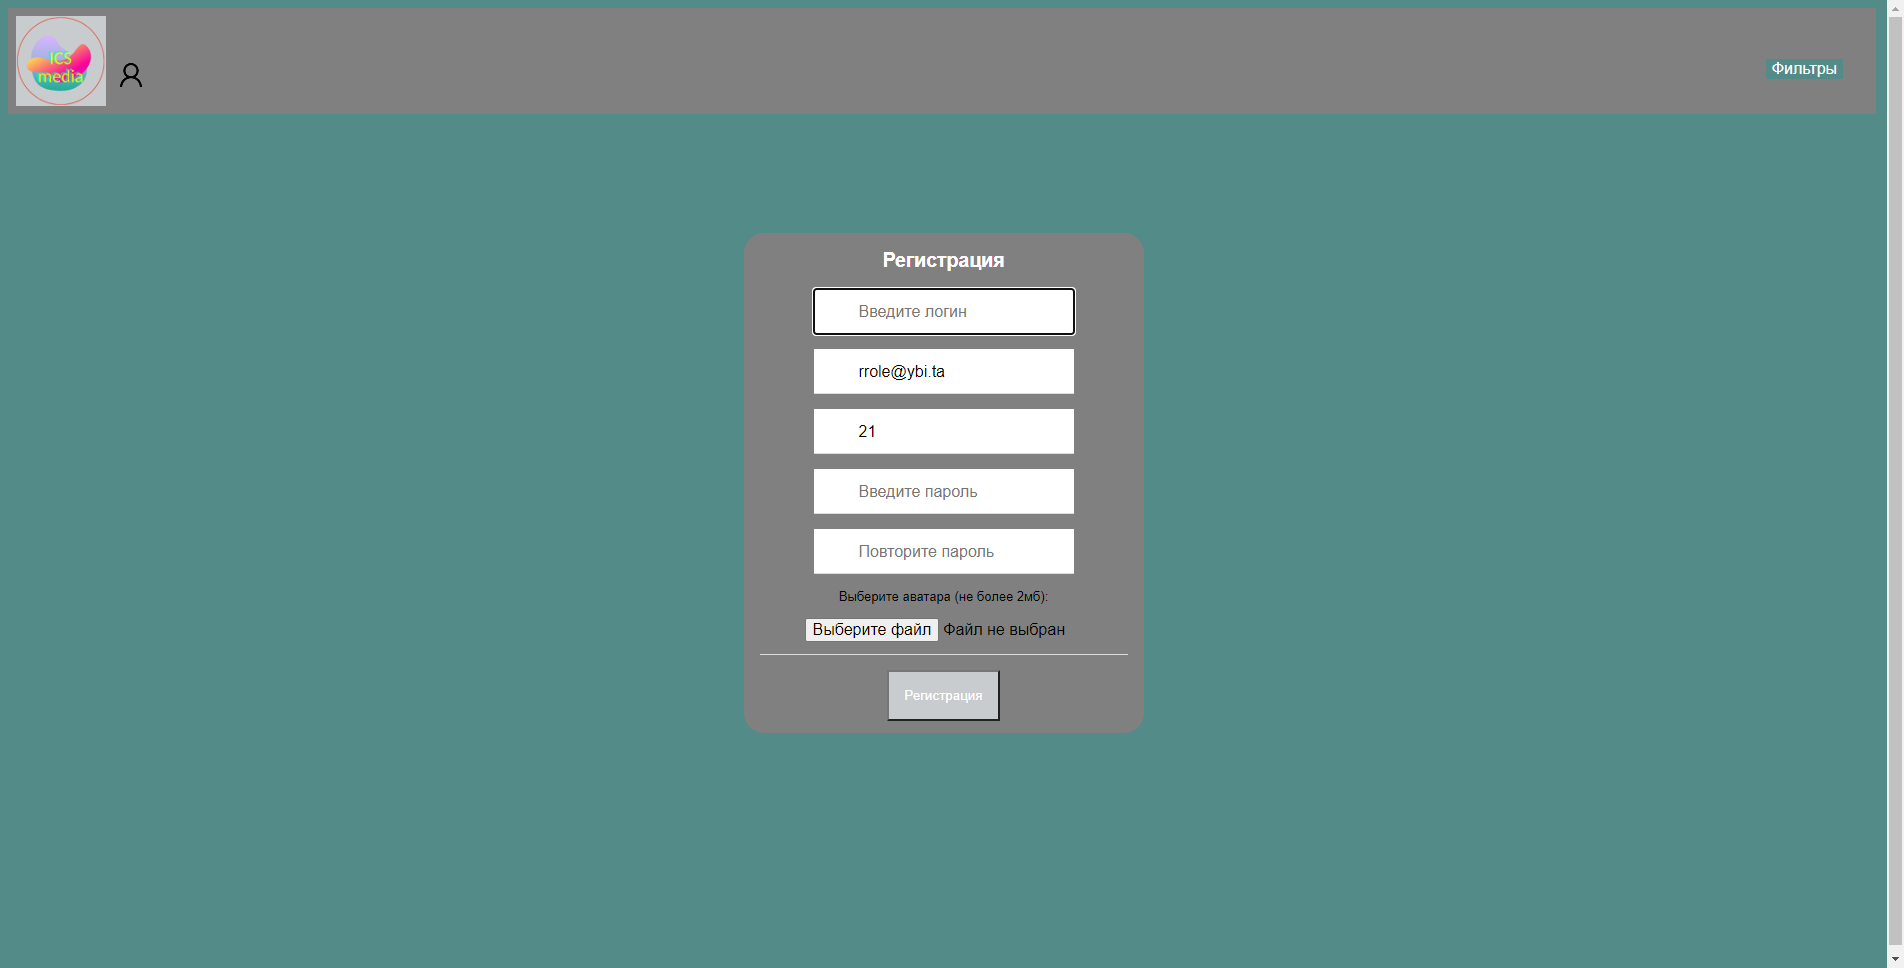 ICS
media
Фильтры
Регистрация
Введите логин
rrole@ybi.ta
21
Введите пароль
Повторите пароль
Выберите аватара (не более 2мб):
Выберите файл Файл не выбран
Регистрация